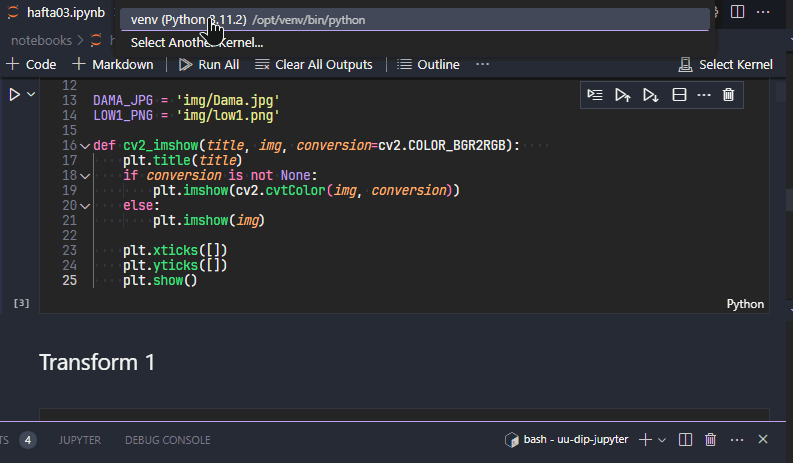 hafta03.ipynb
venv (Python 3.11.2) /opt/venv/bin/python
notebooks > h
Select Another Kernel...
+ Code + Markdown Run All Clear All Outputs Outline ... Select Kernel
12
13 DAMA_JPG = 'img/Dama.jpg'
14 LOW1_PNG = 'img/low1.png'
15
16 def cv2_imshow(title, img, conversion=cv2.COLOR_BGR2RGB):
17 plt.title(title)
18 if conversion is not None:
19 plt.imshow(cv2.cvtColor(img, conversion))
20 else:
21 plt.imshow(img)
22
23 plt.xticks([])
24 plt.yticks([])
25 plt.show()
[3]
Python
Transform 1
TS 4 JUPYTER DEBUG CONSOLE bash - uu-dip-jupyter